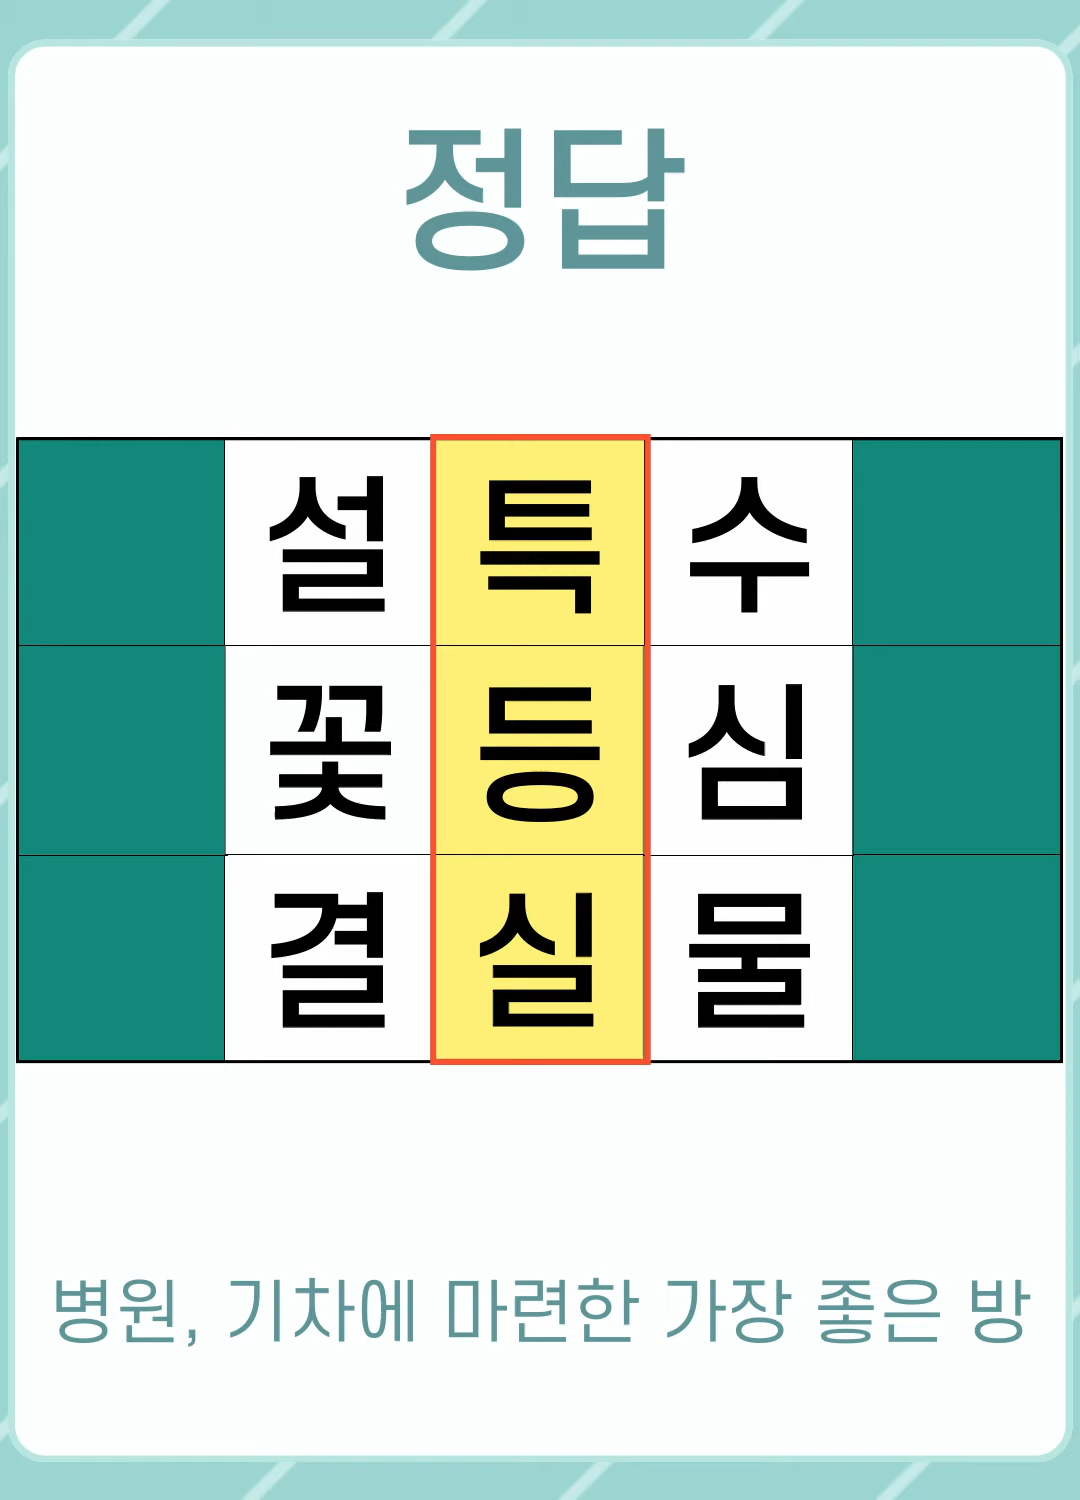 정답
설 특 수
꽃 등 심
결 실 물
병원, 기차에 마련한 가장 좋은 방